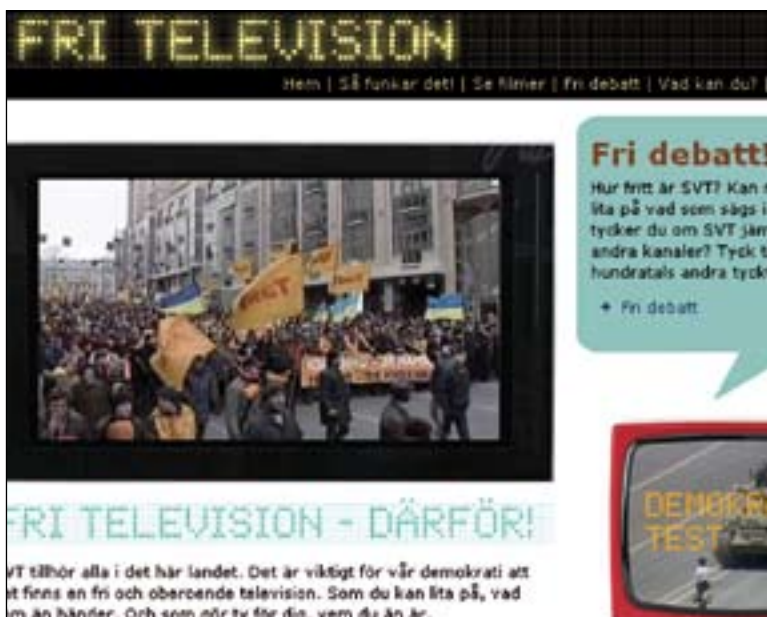 FRI TELEVISION
Hem | Så funkar det! | Se filmer | Fri debatt | Vad kan du? |
Fri debatt!
Hur fritt är SVT? Kan
lita på vad som sägs i
tycker du om SVT jäm
andra kanaler? Tyck t
hundratals andra tyck
Fri debatt
DEMOKRA
TEST
FRI TELEVISION - DÄRFÖR!
VT tillhör alla i det här landet. Det är viktigt för vår demokrati att
t finns en fri och oberoende television. Som du kan lita på, vad
m än händer. Och som gör tv för dig, vem du än är.